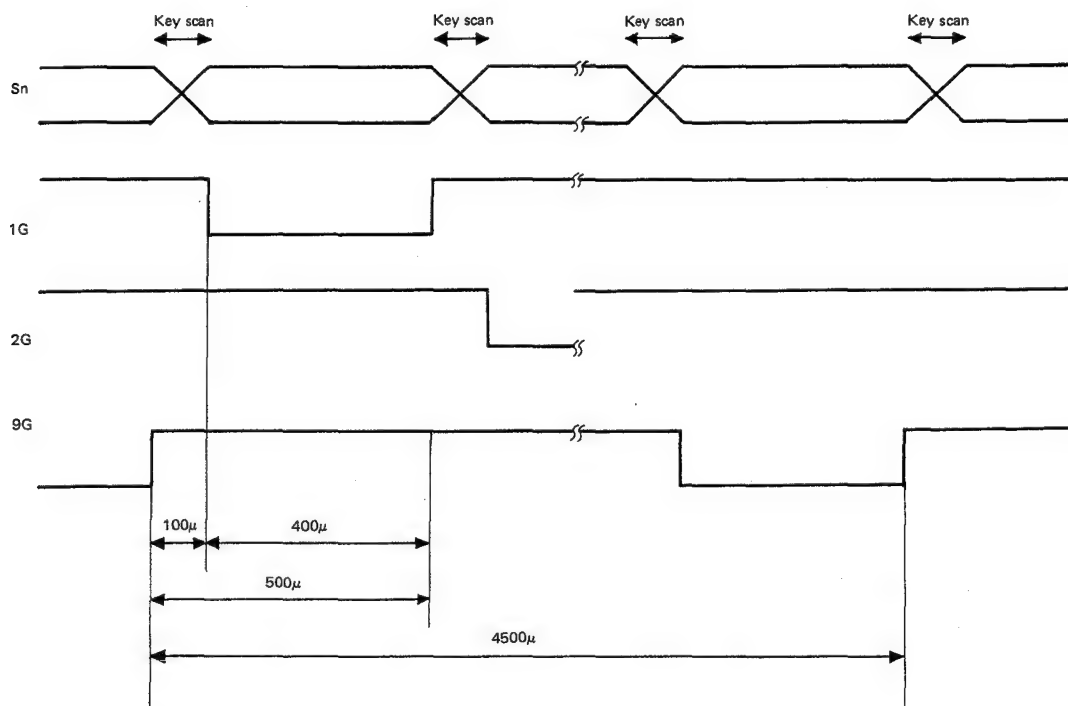 Key scan Key scan Key scan Key scan
Sn
1G
2G
9G
100μ 400μ
500μ
4500μ